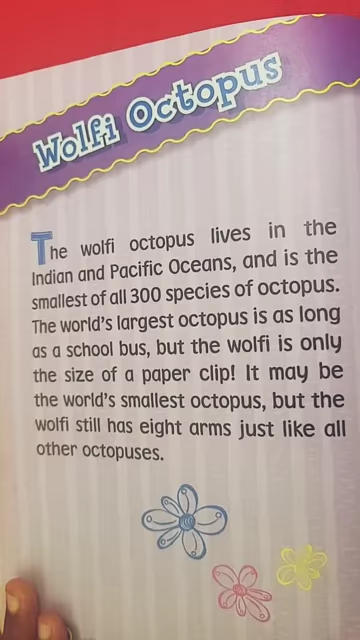 Wolfi Octopus
The wolfi octopus lives in the
Indian and Pacific Oceans, and is the
smallest of all 300 species of octopus.
The world's largest octopus is as long
as a school bus, but the wolfi is only
the size of a paper clip! It may be
the world's smallest octopus, but the
wolfi still has eight arms just like all
other octopuses.